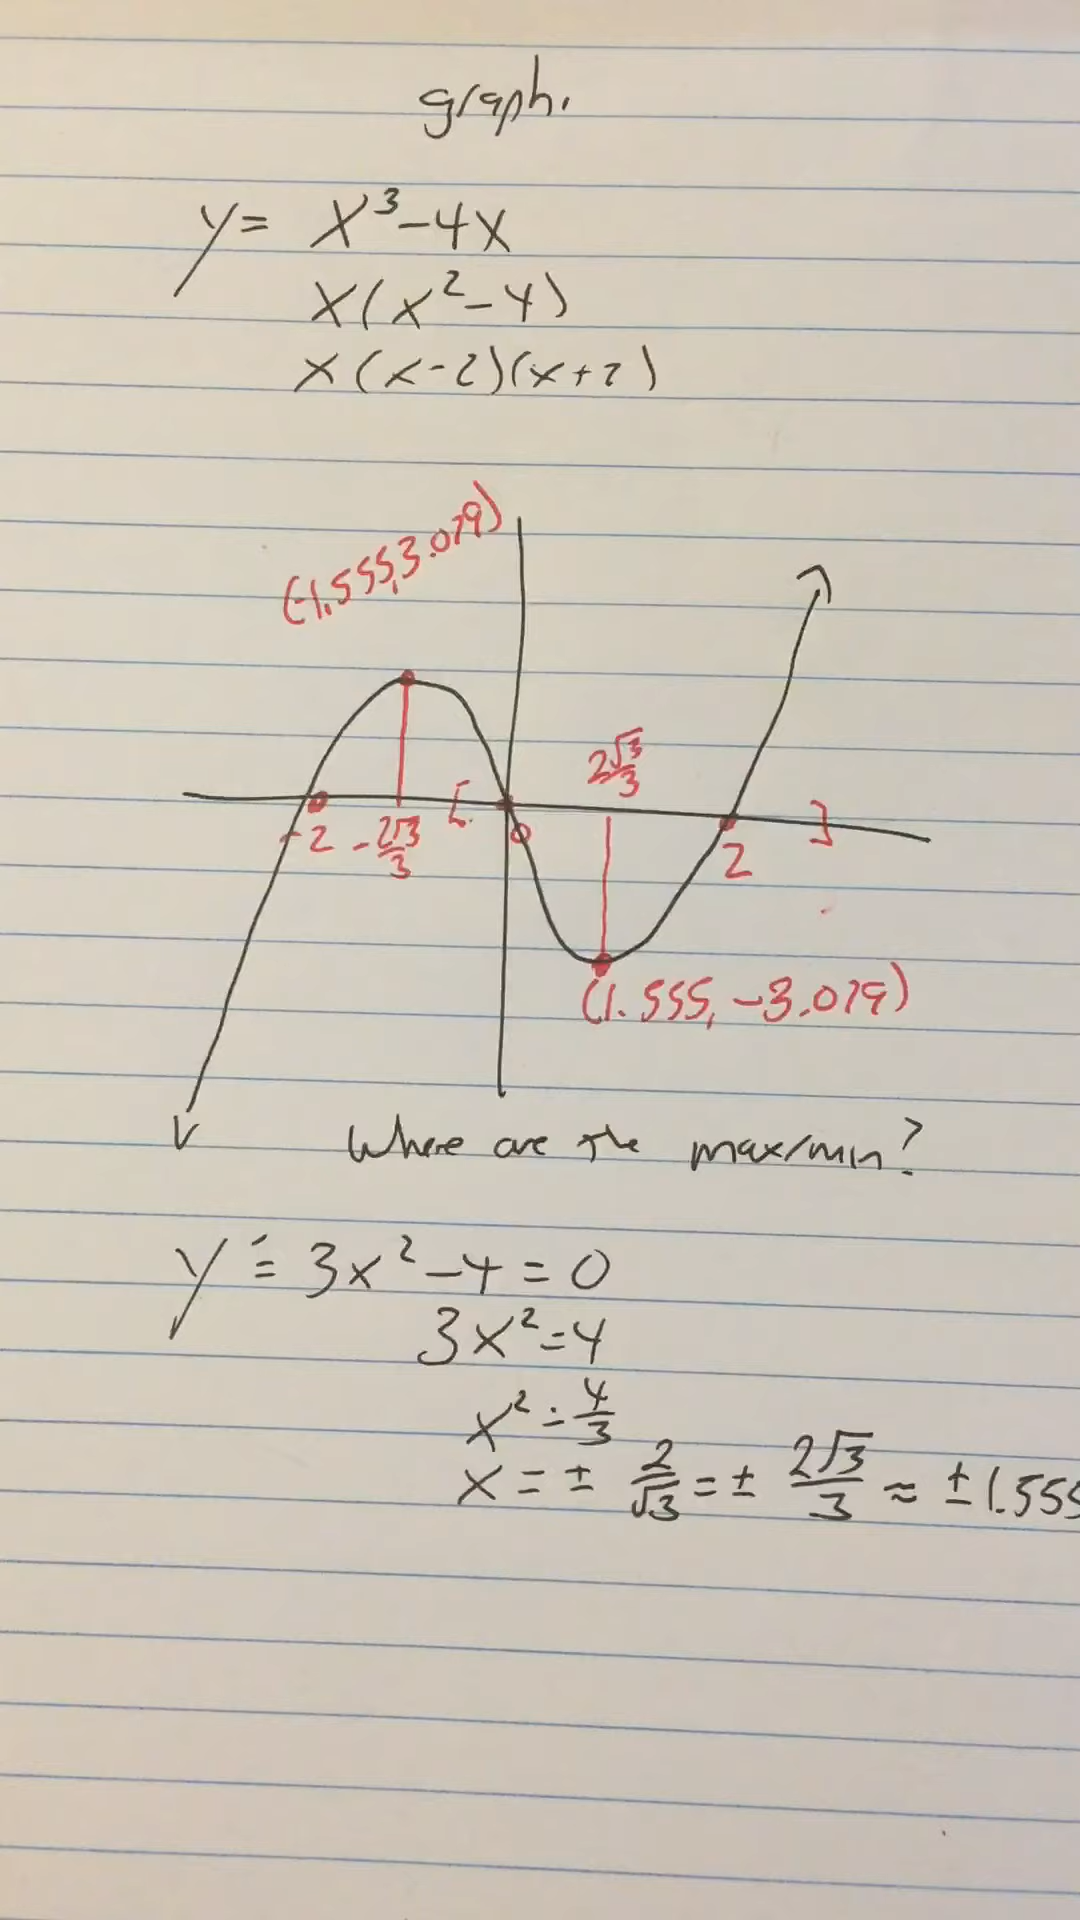 graph.
y = x³-4x
x(x²-4)
x(x-2)(x+2)
(-1.555,3.079)
2√3/3
[
]
-2
-2√3/3
0
2
(1.555, -3.079)
Where are the max/min?
y' = 3x²-4=0
3x²=4
x² = 4/3
x = ± 2/√3 = ± 2√3/3 ≈ ±1.555